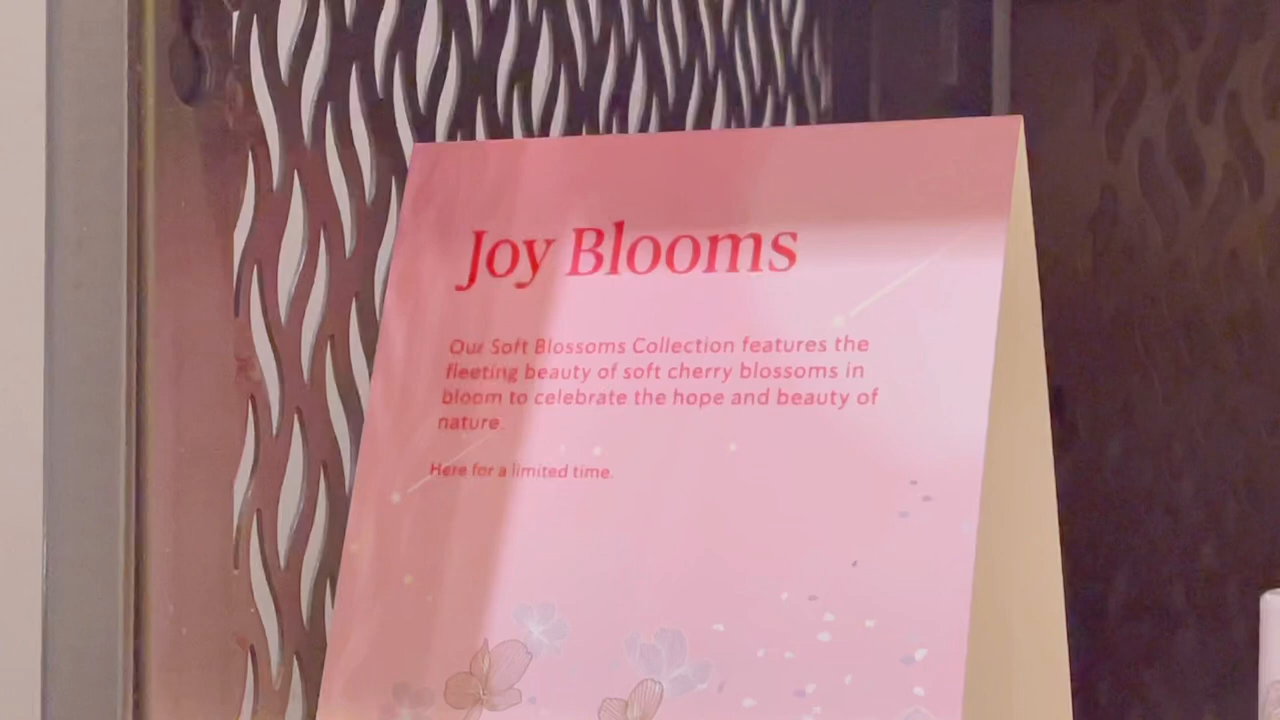 Joy Blooms
Our Soft Blossoms Collection features the
fleeting beauty of soft cherry blossoms in
bloom to celebrate the hope and beauty of
nature.
Here for a limited time.